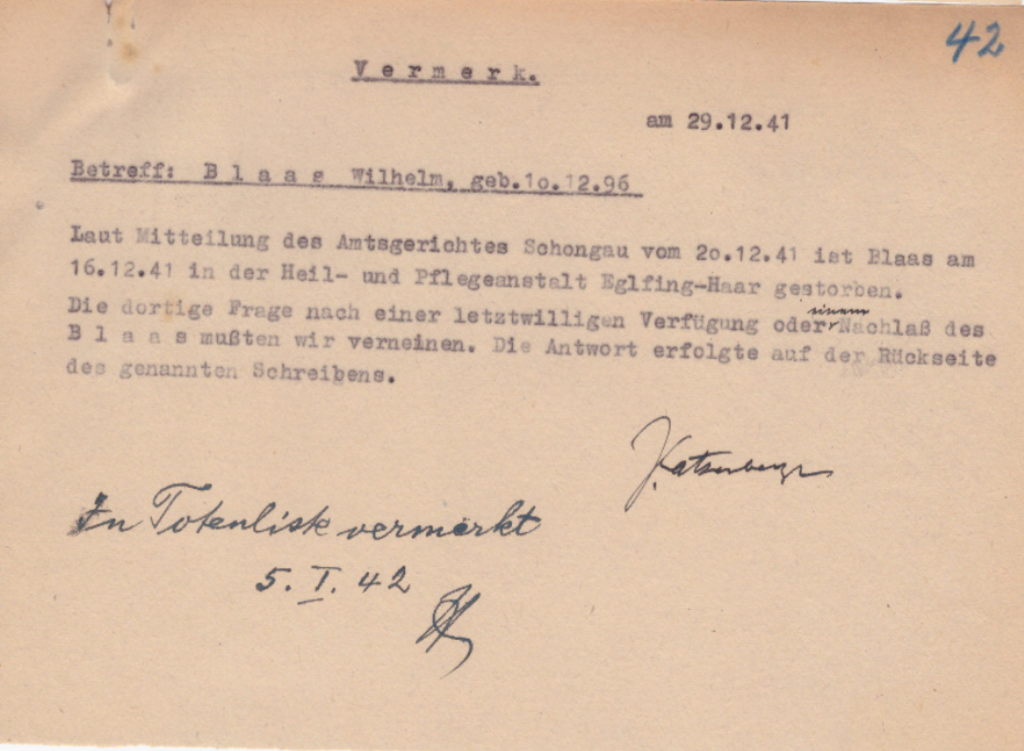 42
Vermerk.
am 29.12.41
Betreff: Blaas Wilhelm, geb.1o.12.96
Laut Mitteilung des Amtsgerichtes Schongau vom 2o.12.41 ist Blaas am
16.12.41 in der Heil- und Pflegeanstalt Eglfing-Haar gestorben.
einem
Die dortige Frage nach einer letztwilligen Verfügung oder Nachlaß des
B l a a s mußten wir verneinen. Die Antwort erfolgte auf der Rückseite
des genannten Schreibens.
In Totenliste vermerkt
5. I. 42